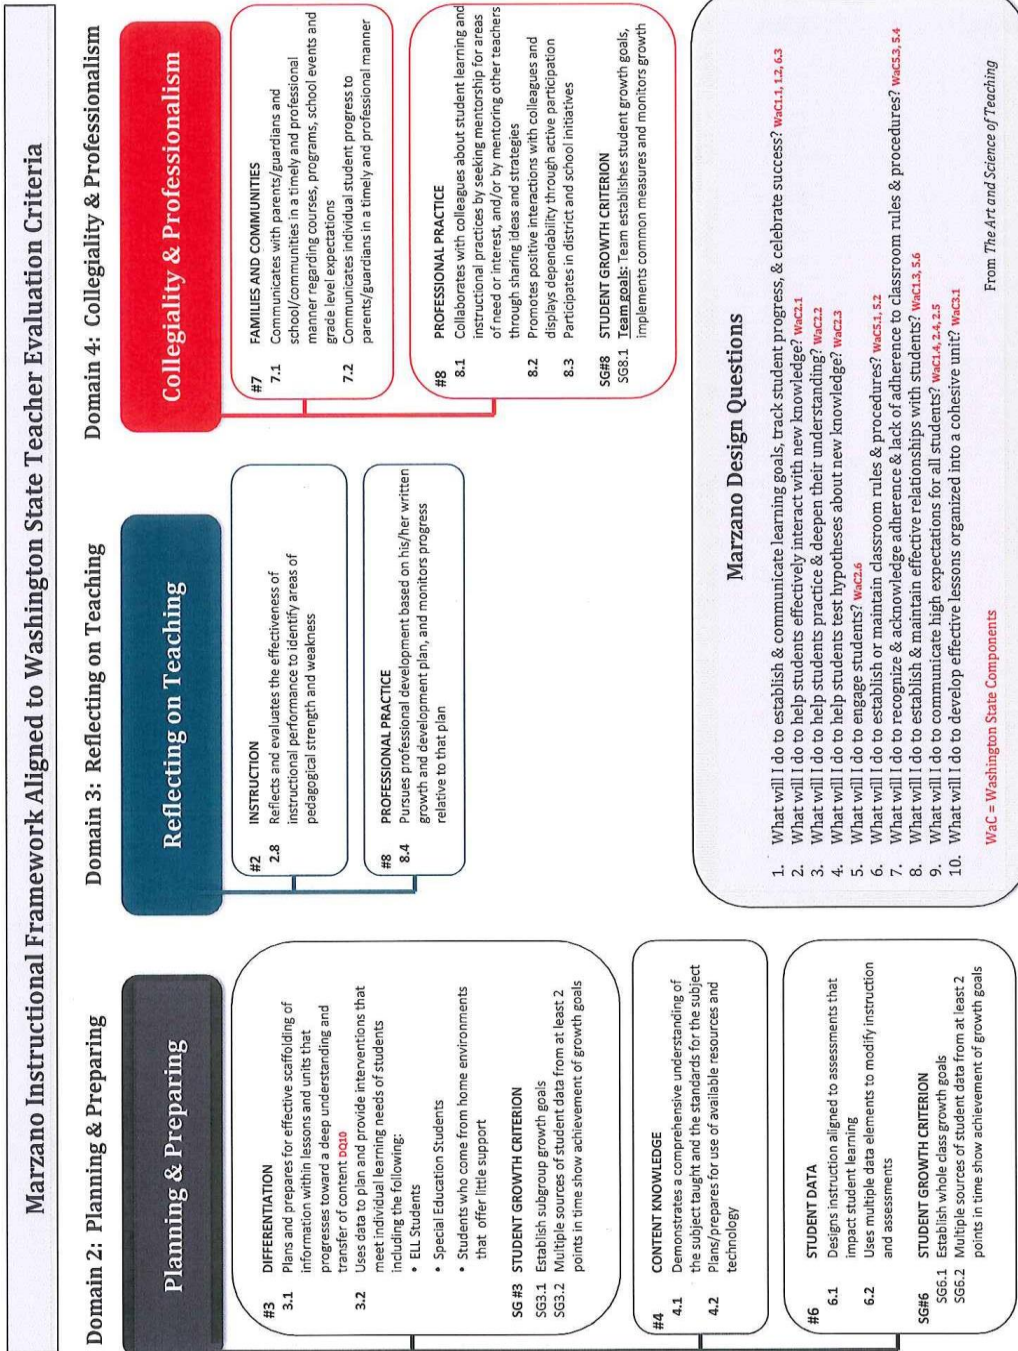 Marzano Instructional Framework Aligned to Washington State Teacher Evaluation Criteria
Domain 2: Planning & Preparing
Planning & Preparing
#3 DIFFERENTIATION
3.1 Plans and prepares for effective scaffolding of
information within lessons and units that
progresses toward a deep understanding and
transfer of content DQ10
3.2 Uses data to plan and provide interventions that
meet individual learning needs of students
including the following:
• ELL Students
• Special Education Students
• Students who come from home environments
that offer little support
SG #3 STUDENT GROWTH CRITERION
SG3.1 Establish subgroup growth goals
SG3.2 Multiple sources of student data from at least 2
points in time show achievement of growth goals
#4 CONTENT KNOWLEDGE
4.1 Demonstrates a comprehensive understanding of
the subject taught and the standards for the subject
4.2 Plans/prepares for use of available resources and
technology
#6 STUDENT DATA
6.1 Designs instruction aligned to assessments that
impact student learning
6.2 Uses multiple data elements to modify instruction
and assessments
SG#6 STUDENT GROWTH CRITERION
SG6.1 Establish whole class growth goals
SG6.2 Multiple sources of student data from at least 2
points in time show achievement of growth goals
Domain 3: Reflecting on Teaching
Reflecting on Teaching
#2 INSTRUCTION
2.8 Reflects and evaluates the effectiveness of
instructional performance to identify areas of
pedagogical strength and weakness
#8 PROFESSIONAL PRACTICE
8.4 Pursues professional development based on his/her written
growth and development plan, and monitors progress
relative to that plan
Domain 4: Collegiality & Professionalism
Collegiality & Professionalism
#7 FAMILIES AND COMMUNITIES
7.1 Communicates with parents/guardians and
school/communities in a timely and professional
manner regarding courses, programs, school events and
grade level expectations
7.2 Communicates individual student progress to
parents/guardians in a timely and professional manner
#8 PROFESSIONAL PRACTICE
8.1 Collaborates with colleagues about student learning and
instructional practices by seeking mentorship for areas
of need or interest, and/or by mentoring other teachers
through sharing ideas and strategies
8.2 Promotes positive interactions with colleagues and
displays dependability through active participation
8.3 Participates in district and school initiatives
SG#8 STUDENT GROWTH CRITERION
SG8.1 Team goals: Team establishes student growth goals,
implements common measures and monitors growth
Marzano Design Questions
1. What will I do to establish & communicate learning goals, track student progress, & celebrate success? WaC1.1, 1.2, 6.3
2. What will I do to help students effectively interact with new knowledge? WaC2.1
3. What will I do to help students practice & deepen their understanding? WaC2.2
4. What will I do to help students test hypotheses about new knowledge? WaC2.3
5. What will I do to engage students? WaC2.6
6. What will I do to establish or maintain classroom rules & procedures? WaC5.1, 5.2
7. What will I do to recognize & acknowledge adherence & lack of adherence to classroom rules & procedures? WaC5.3, 5.4
8. What will I do to establish & maintain effective relationships with students? WaC1.3, 5.6
9. What will I do to communicate high expectations for all students? WaC1.4, 2.4, 2.5
10. What will I do to develop effective lessons organized into a cohesive unit? WaC3.1
WaC = Washington State Components
From The Art and Science of Teaching